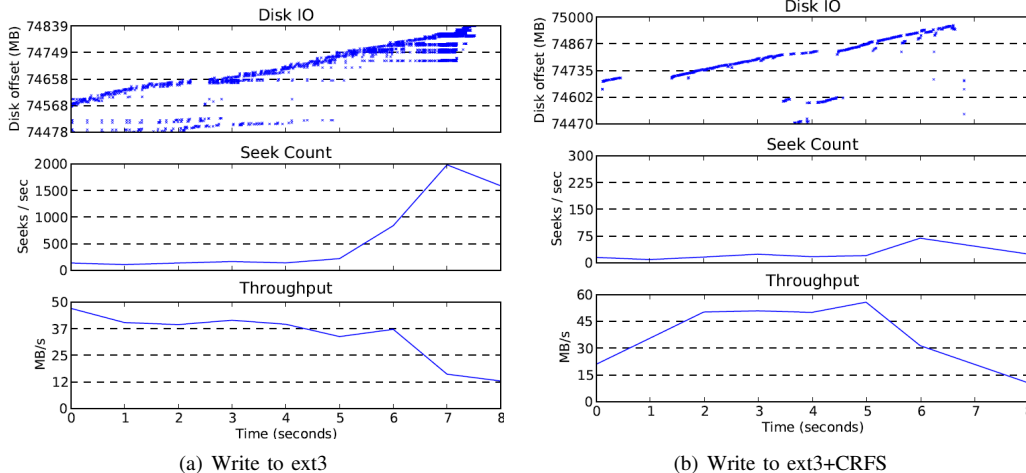 Disk IO
Disk offset (MB)
74839
74749
74658
74568
74478
Seek Count
Seeks / sec
2000
1500
1000
500
0
Throughput
MB/s
50
37
25
12
0
0 1 2 3 4 5 6 7 8
Time (seconds)
(a) Write to ext3
Disk IO
Disk offset (MB)
75000
74867
74735
74602
74470
Seek Count
Seeks / sec
300
225
150
75
0
Throughput
MB/s
60
45
30
15
0
0 1 2 3 4 5 6 7 8
Time (seconds)
(b) Write to ext3+CRFS